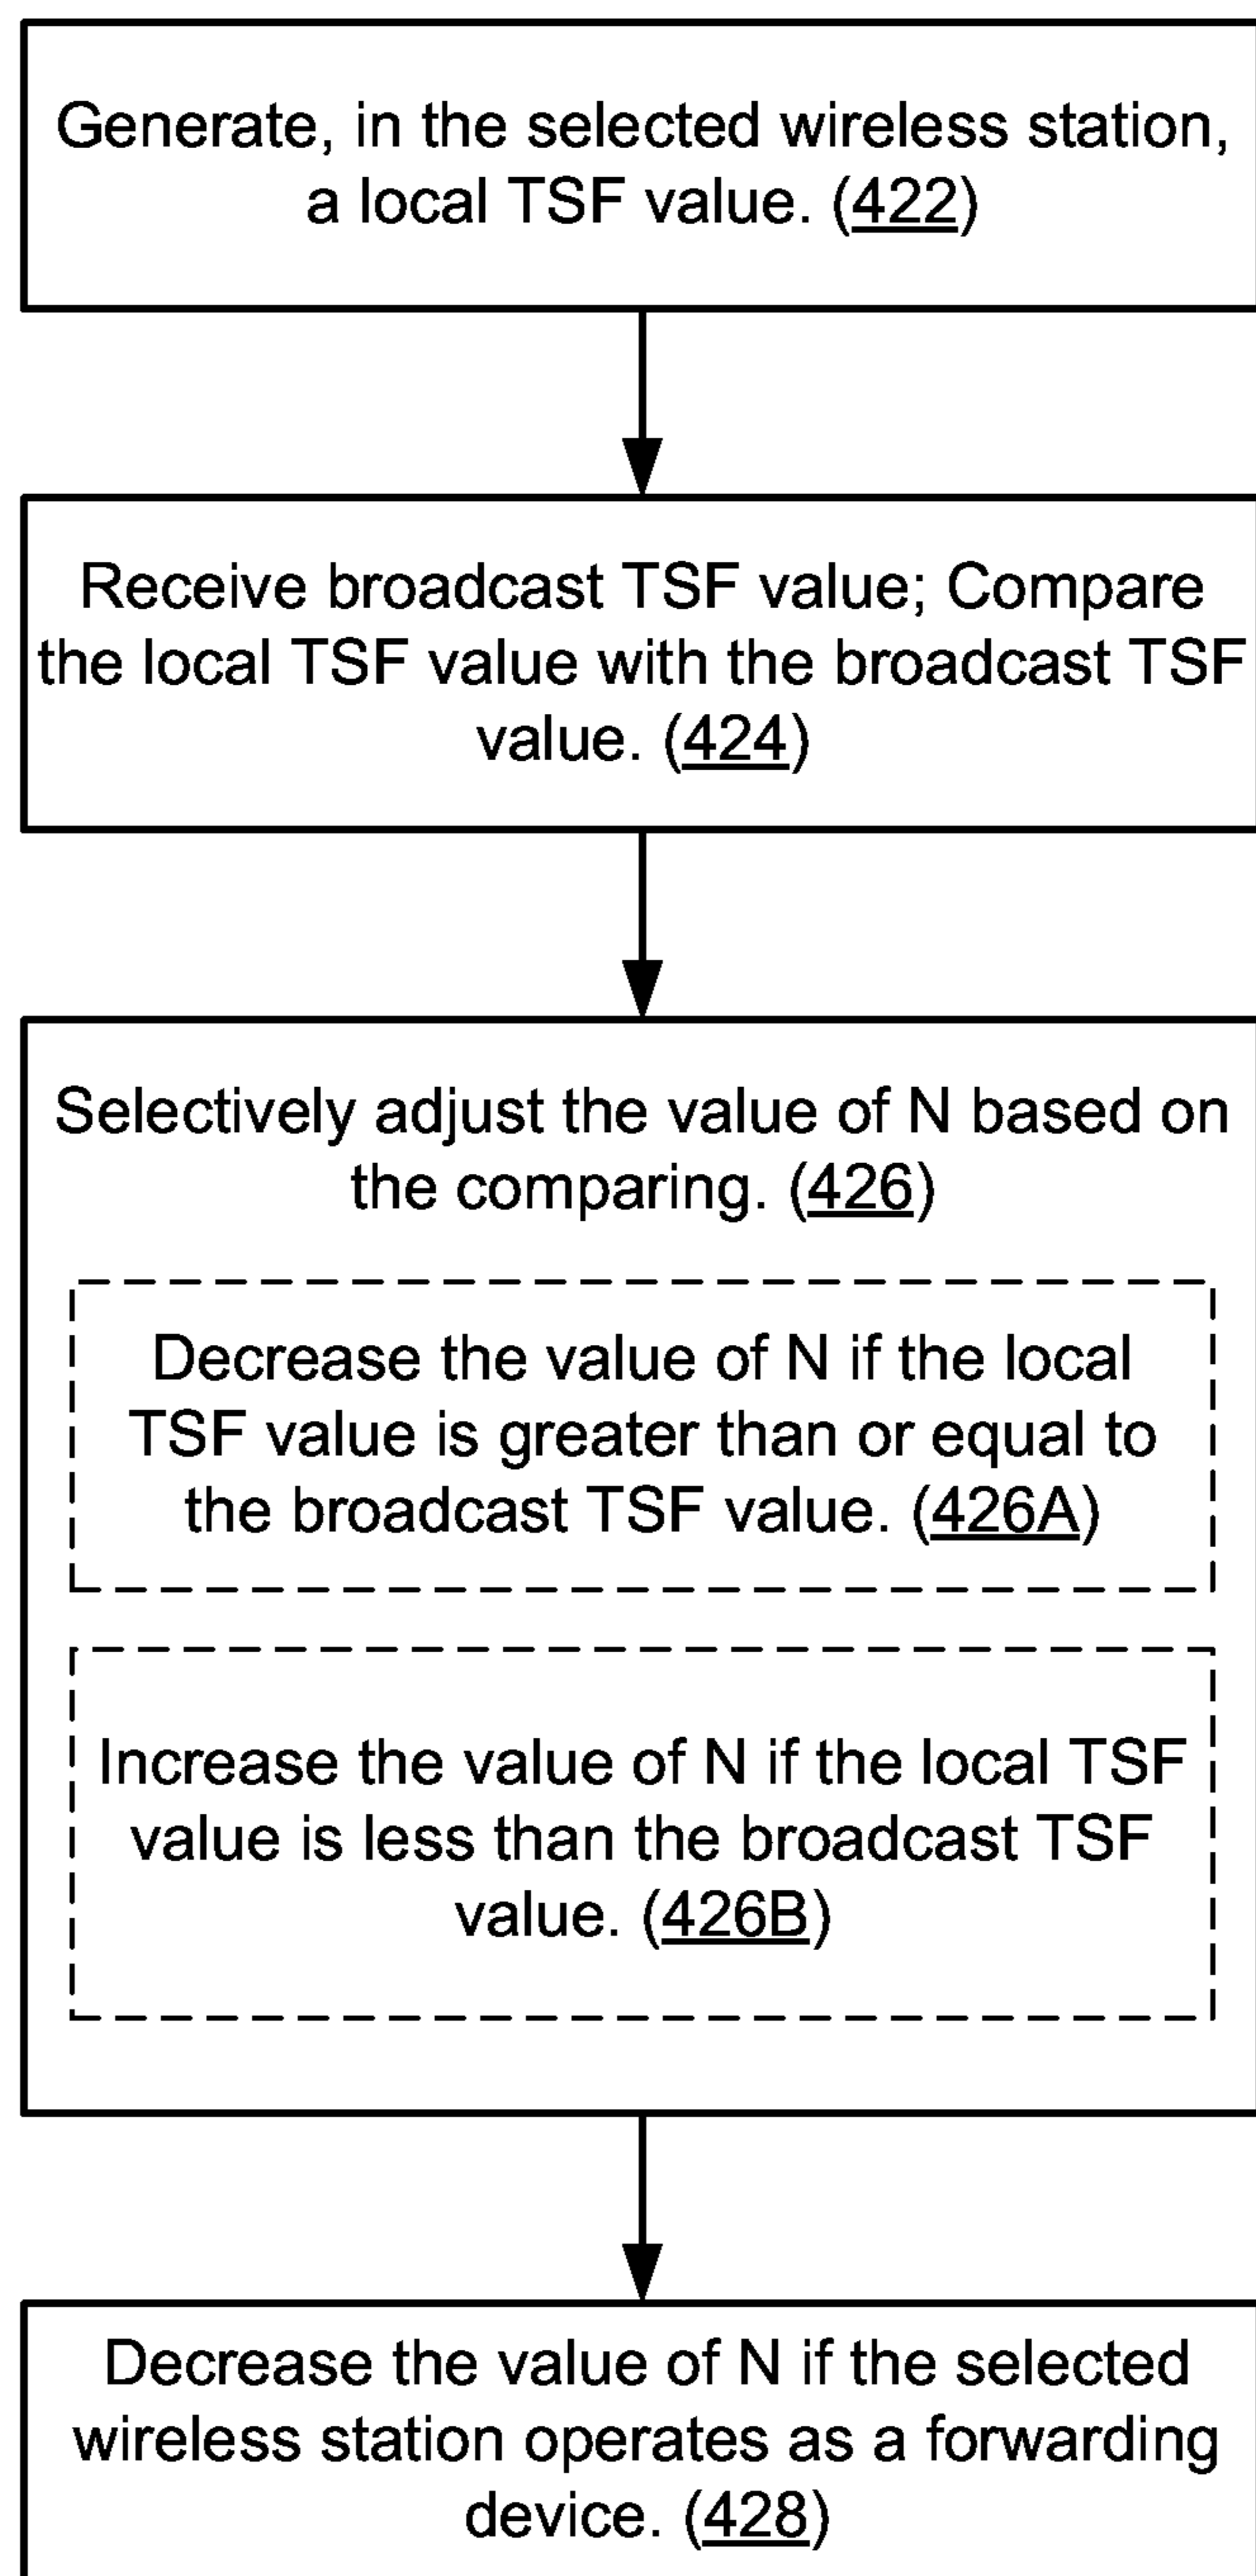 Generate, in the selected wireless station,
a local TSF value. (422)
Receive broadcast TSF value; Compare
the local TSF value with the broadcast TSF
value. (424)
Selectively adjust the value of N based on
the comparing. (426)
Decrease the value of N if the local
TSF value is greater than or equal to
the broadcast TSF value. (426A)
Increase the value of N if the local TSF
value is less than the broadcast TSF
value. (426B)
Decrease the value of N if the selected
wireless station operates as a forwarding
device. (428)